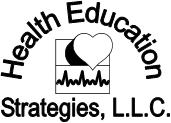 Health Education
Strategies, L.L.C.